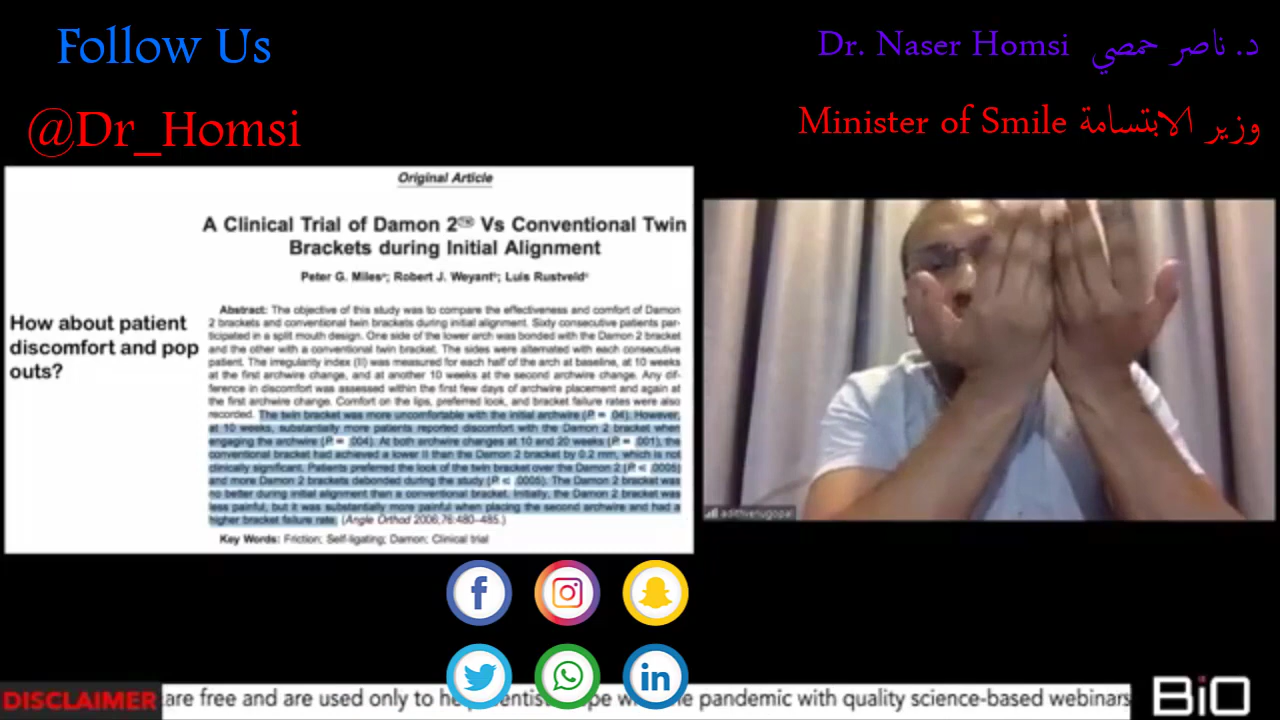 Follow Us
@Dr_Homsi
Dr. Naser Homsi د. ناصر حمصي
Minister of Smile وزير الابتسامة
Original Article
A Clinical Trial of Damon 2 Vs Conventional Twin
Brackets during Initial Alignment
Peter G. Miles; Robert J. Weyant; Luis Rustveld
How about patient
discomfort and pop
outs?
Abstract: The objective of this study was to compare the effectiveness and comfort of Damon
2 brackets and conventional twin brackets during initial alignment. Sixty consecutive patients par-
ticipated in a split mouth design. One side of the lower arch was bonded with the Damon 2 bracket
and the other with a conventional twin bracket. The sides were alternated with each consecutive
patient. The irregularity index (II) was measured for each half of the arch at baseline, at 10 weeks
at the first archwire change, and at another 10 weeks at the second archwire change. Any dif-
ference in discomfort was assessed within the first few days of archwire placement and again at
the first archwire change. Comfort on the lips, preferred look, and bracket failure rates were also
recorded. The twin bracket was more uncomfortable with the initial archwire (P = .04). However,
at 10 weeks, substantially more patients reported discomfort with the Damon 2 bracket when
engaging the archwire (P = .004). At both archwire changes at 10 and 20 weeks (P = .001), the
conventional bracket had achieved a lower II than the Damon 2 bracket by 0.2 mm, which is not
clinically significant. Patients preferred the look of the twin bracket over the Damon 2 (P < .0005)
and more Damon 2 brackets debonded during the study (P < .0005). The Damon 2 bracket was
no better during initial alignment than a conventional bracket. Initially, the Damon 2 bracket was
less painful, but it was substantially more painful when placing the second archwire and had a
higher bracket failure rate. (Angle Orthod 2006;76:480–485.)
Key Words: Friction; Self-ligating; Damon; Clinical trial
adithvenugopal
DISCLAIMER are free and are used only to the pandemic with quality science-based webinars
BiO